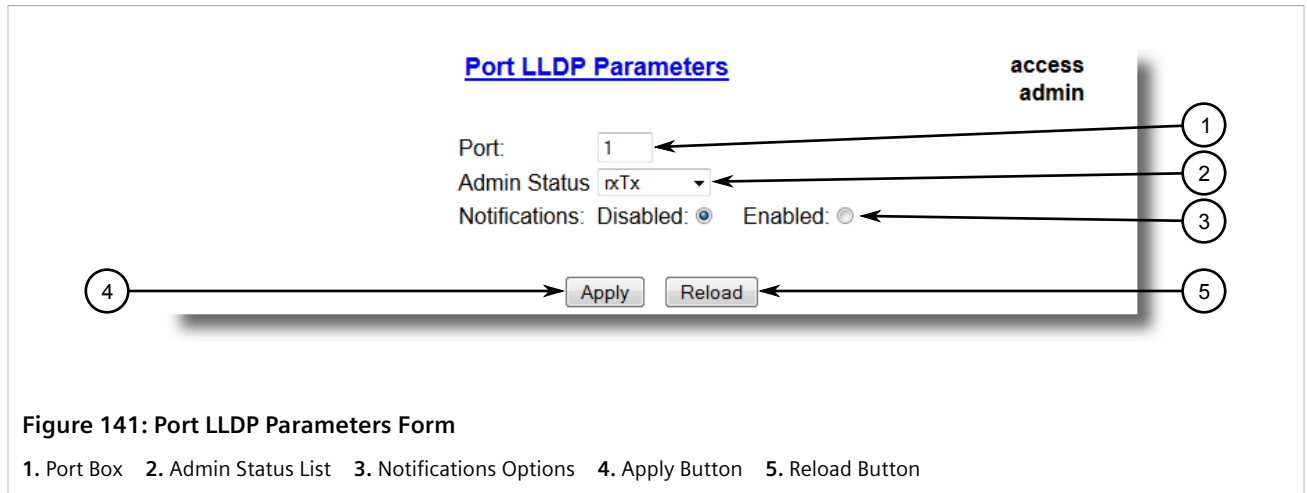 Port LLDP Parameters
access
admin
Port: 1
Admin Status rxTx
Notifications: Disabled: Enabled:
Apply Reload
1
2
3
4
5
Figure 141: Port LLDP Parameters Form
1. Port Box 2. Admin Status List 3. Notifications Options 4. Apply Button 5. Reload Button